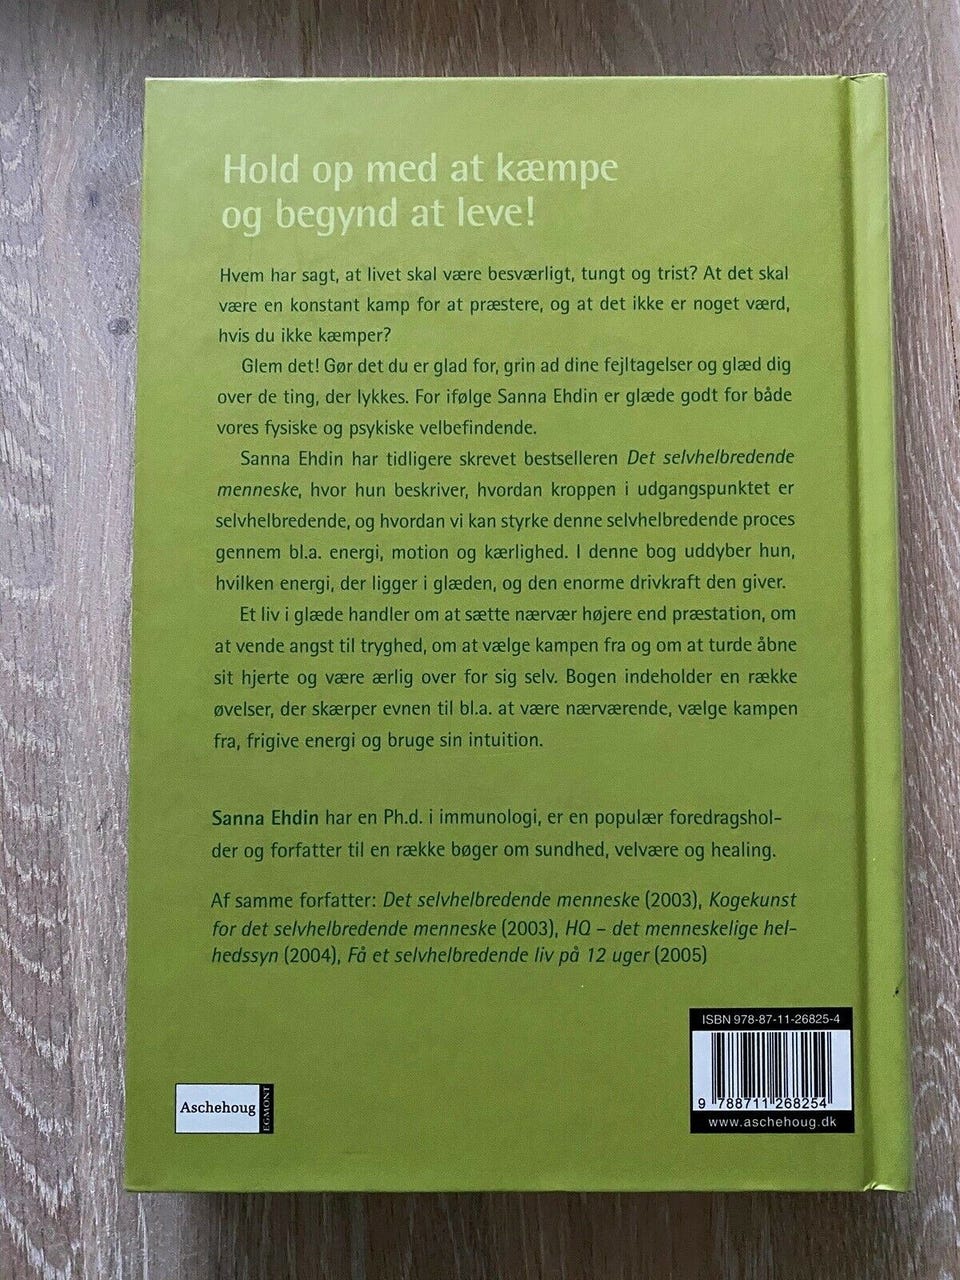 Hold op med at kæmpe
og begynd at leve!
Hvem har sagt, at livet skal være besværligt, tungt og trist? At det skal
være en konstant kamp for at præstere, og at det ikke er noget værd,
hvis du ikke kæmper?
Glem det! Gør det du er glad for, grin ad dine fejltagelser og glæd dig
over de ting, der lykkes. For ifølge Sanna Ehdin er glæde godt for både
vores fysiske og psykiske velbefindende.
Sanna Ehdin har tidligere skrevet bestselleren Det selvhelbredende
menneske, hvor hun beskriver, hvordan kroppen i udgangspunktet er
selvhelbredende, og hvordan vi kan styrke denne selvhelbredende proces
gennem bl.a. energi, motion og kærlighed. I denne bog uddyber hun,
hvilken energi, der ligger i glæden, og den enorme drivkraft den giver.
Et liv i glæde handler om at sætte nærvær højere end præstation, om
at vende angst til tryghed, om at vælge kampen fra og om at turde åbne
sit hjerte og være ærlig over for sig selv. Bogen indeholder en række
øvelser, der skærper evnen til bl.a. at være nærværende, vælge kampen
fra, frigive energi og bruge sin intuition.
Sanna Ehdin har en Ph.d. i immunologi, er en populær foredragshol-
der og forfatter til en række bøger om sundhed, velvære og healing.
Af samme forfatter: Det selvhelbredende menneske (2003), Kogekunst
for det selvhelbredende menneske (2003), HQ – det menneskelige hel-
hedssyn (2004), Få et selvhelbredende liv på 12 uger (2005)
ISBN 978-87-11-26825-4
9 788711 268254
www.aschehoug.dk
Aschehoug
EGMONT